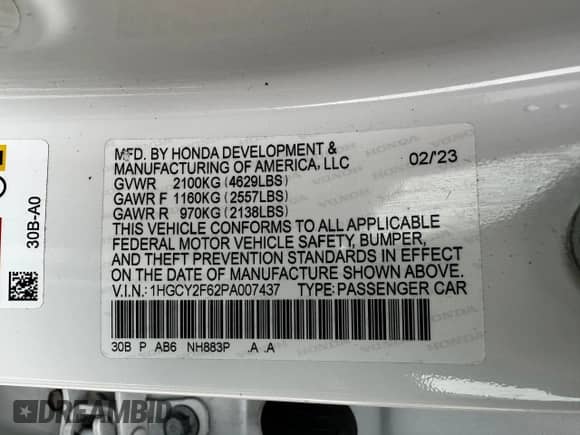 MFD. BY HONDA DEVELOPMENT & 02/'23
MANUFACTURING OF AMERICA, LLC
GVWR 2100KG (4629LBS)
GAWR F 1160KG (2557LBS)
GAWR R 970KG (2138LBS)
THIS VEHICLE CONFORMS TO ALL APPLICABLE
FEDERAL MOTOR VEHICLE SAFETY, BUMPER,
AND THEFT PREVENTION STANDARDS IN EFFECT
ON THE DATE OF MANUFACTURE SHOWN ABOVE.
V.I.N.: 1HGCY2F62PA007437 TYPE: PASSENGER CAR
30B P AB6 NH883P .A .A
30B-A0
DREAMBID